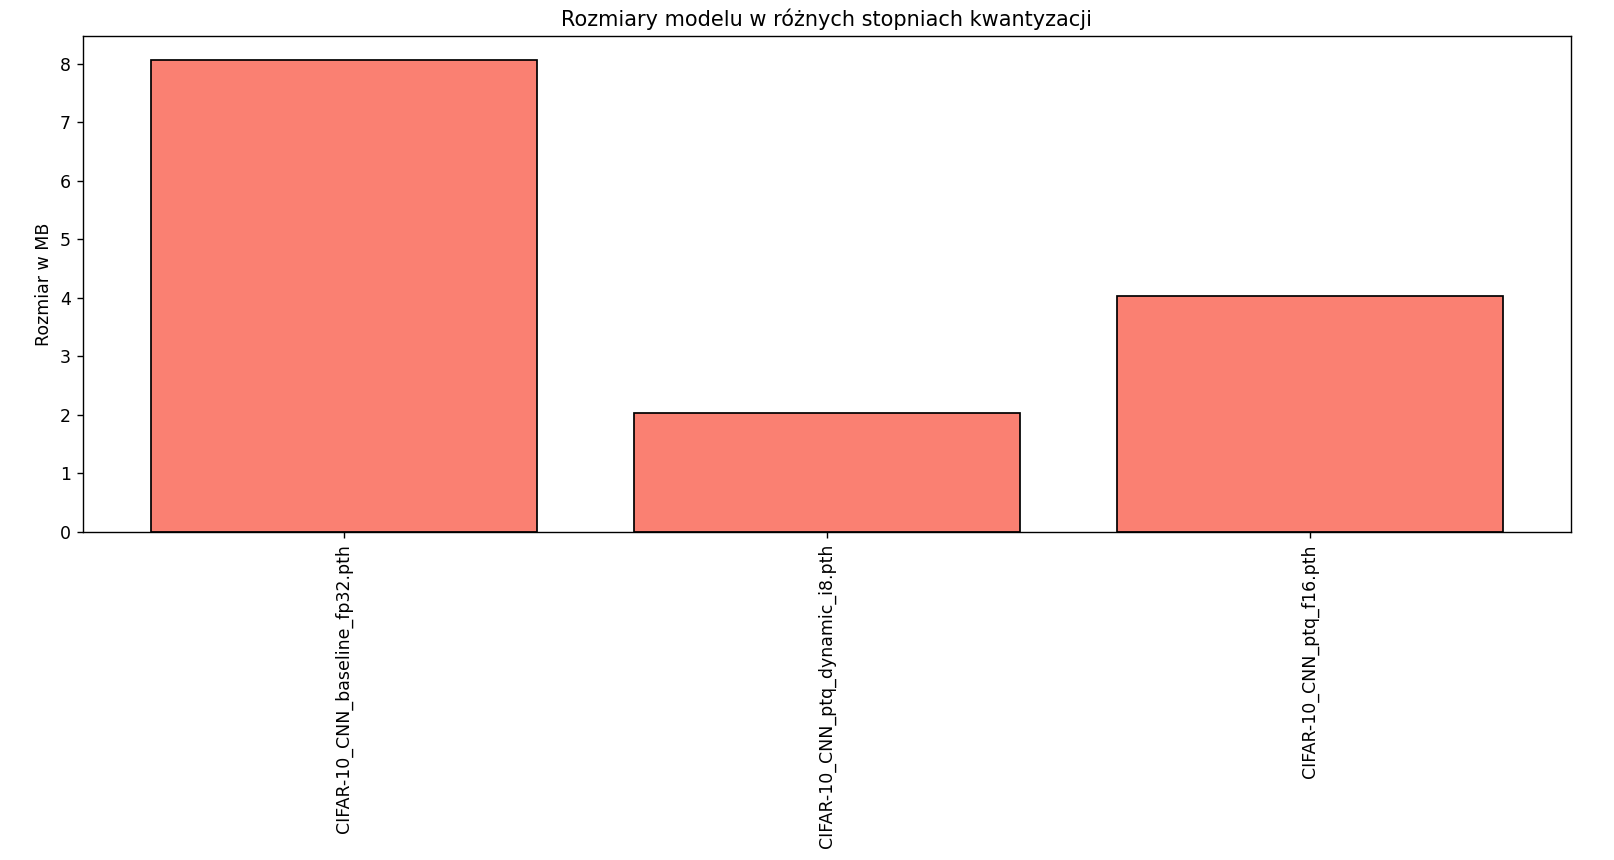 Rozmiary modelu w różnych stopniach kwantyzacji
Rozmiar w MB
8
7
6
5
4
3
2
1
0
CIFAR-10_CNN_baseline_fp32.pth
CIFAR-10_CNN_ptq_dynamic_i8.pth
CIFAR-10_CNN_ptq_f16.pth